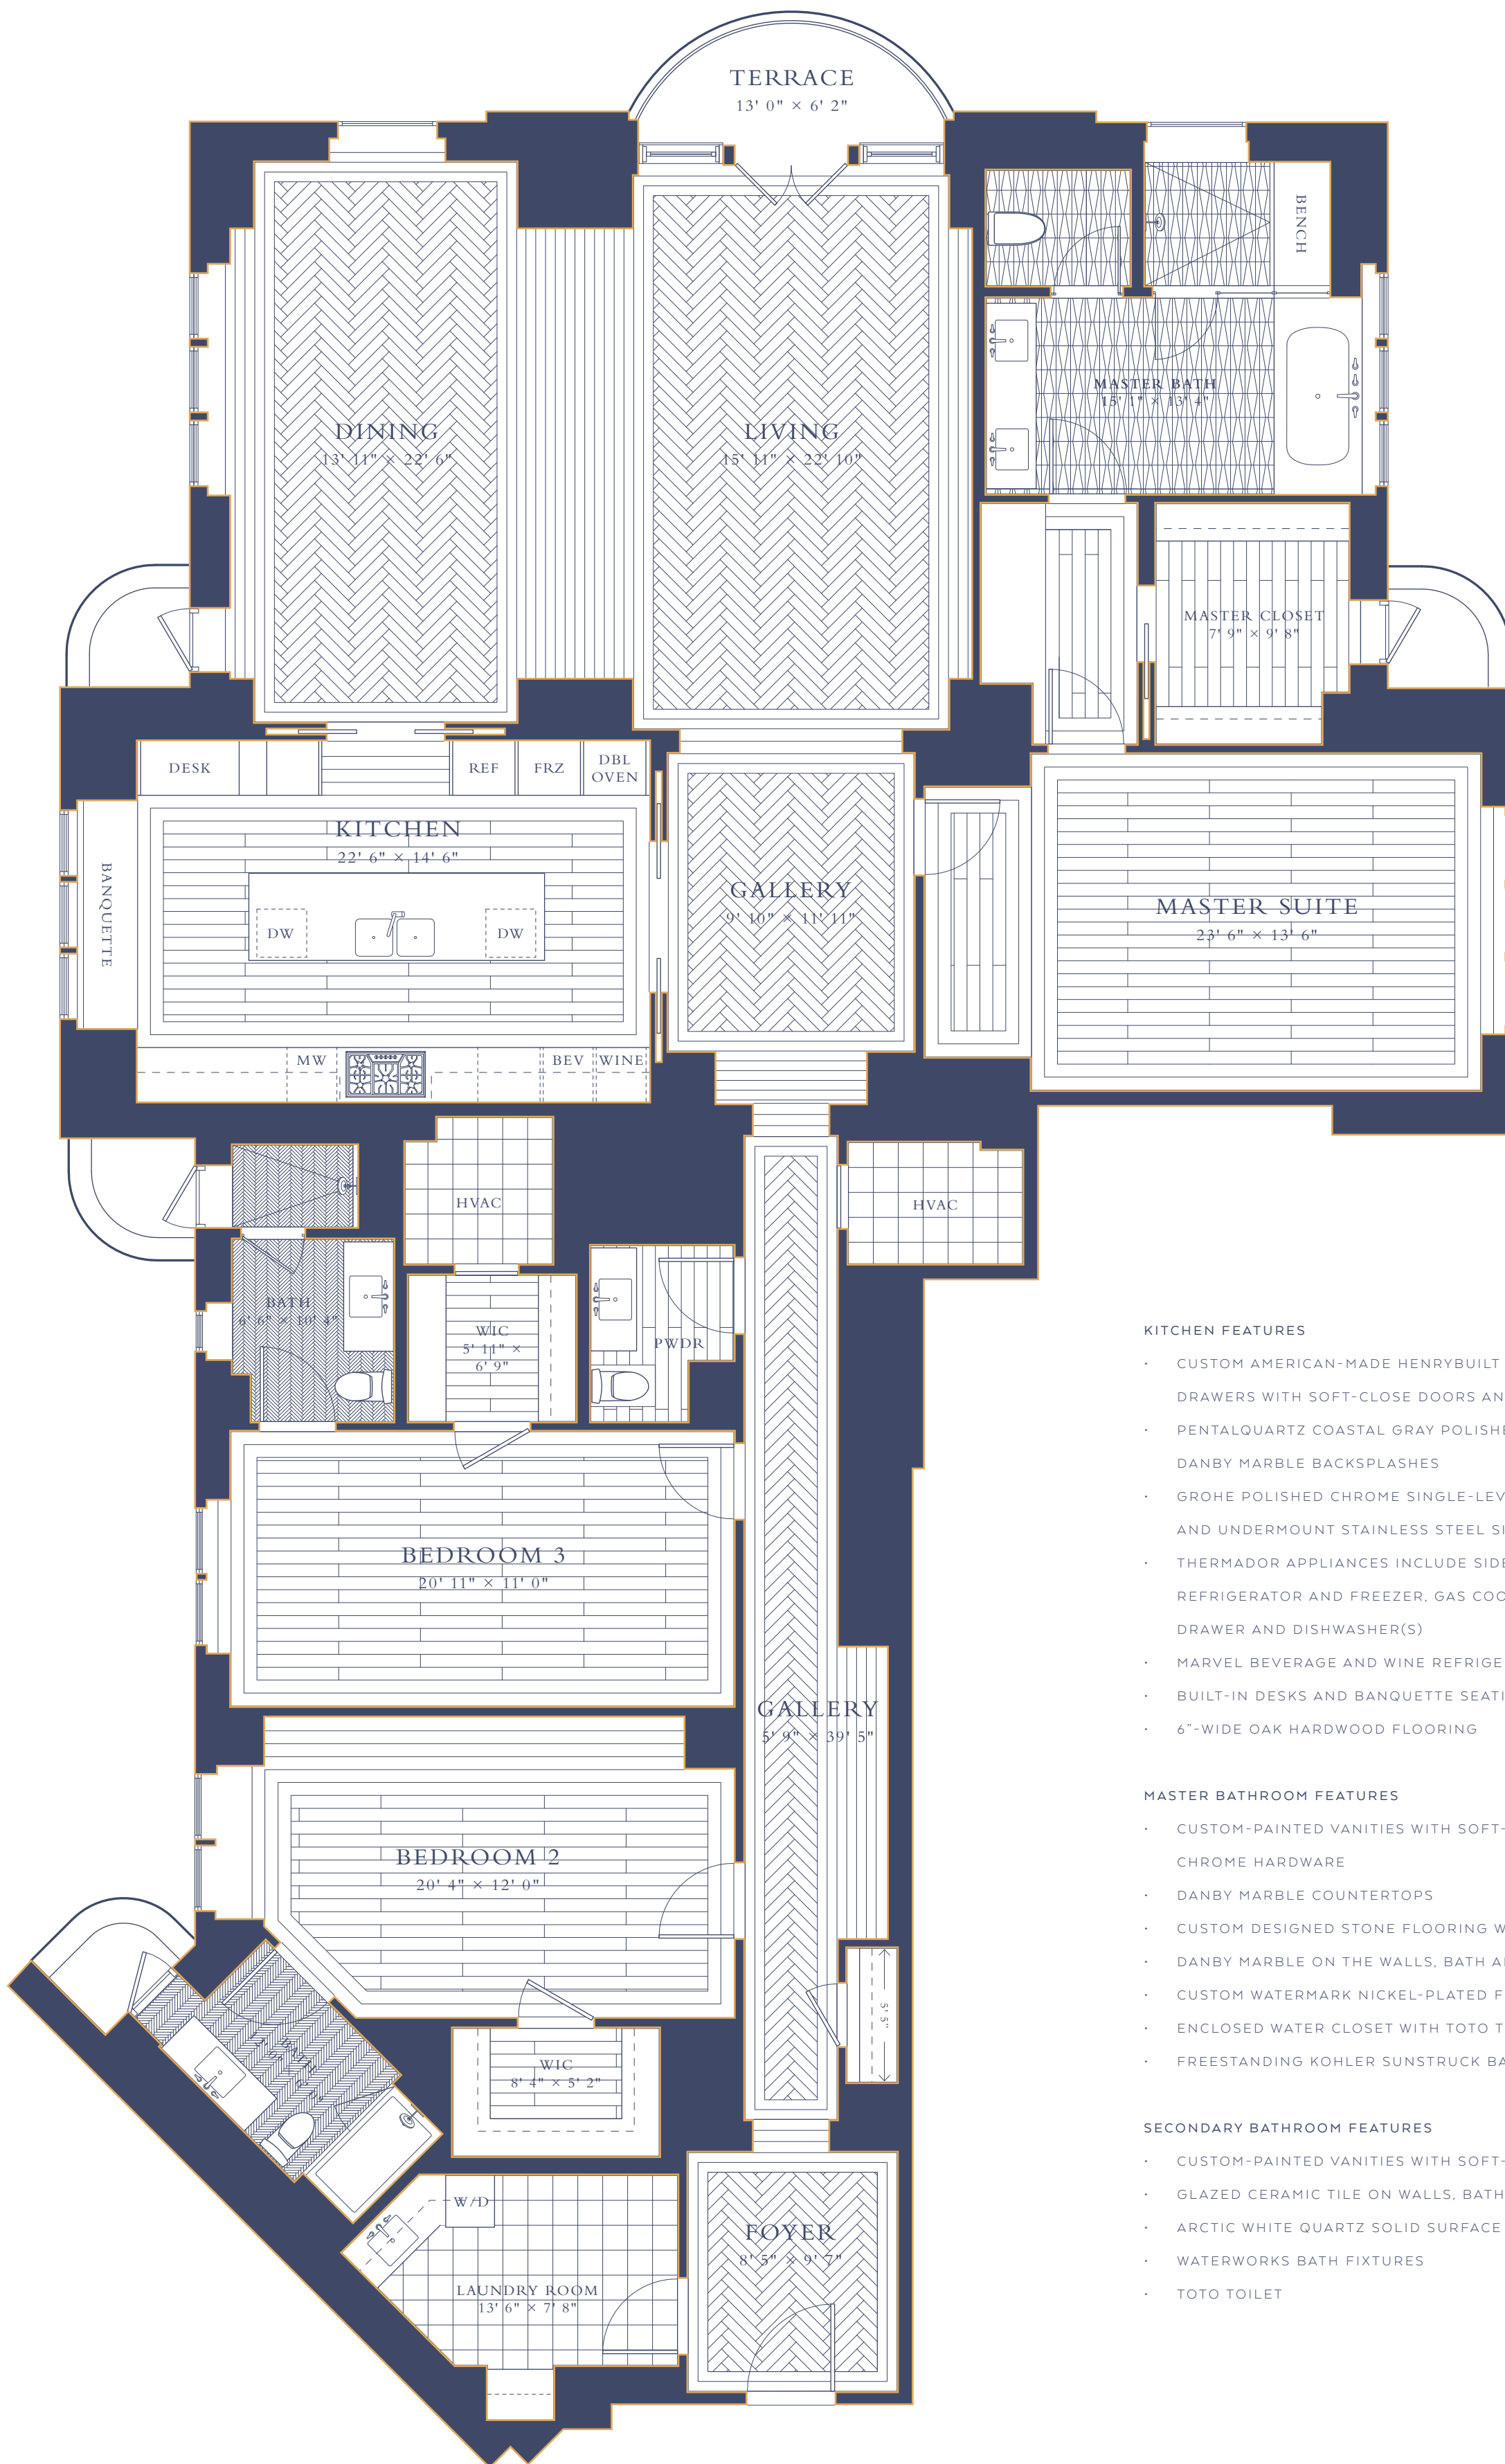 TERRACE
13' 0" × 6' 2"
BENCH
DINING
13' 11" × 22' 6"
LIVING
15' 11" × 22' 10"
MASTER BATH
15' 1" × 13' 4"
MASTER CLOSET
7' 9" × 9' 8"
DESK
REF
FRZ
DBL
OVEN
KITCHEN
22' 6" × 14' 6"
BANQUETTE
DW
DW
GALLERY
9' 10" × 11' 11"
MASTER SUITE
23' 6" × 13' 6"
MW
BEV
WINE
HVAC
HVAC
BATH
6' 6" × 10' 4"
WIC
5' 11" ×
6' 9"
PWDR
BEDROOM 3
20' 11" × 11' 0"
GALLERY
5' 9" × 39' 5"
BEDROOM 2
20' 4" × 12' 0"
5' 5"
BATH
WIC
8' 4" × 5' 2"
W/D
FOYER
8' 5" × 9' 7"
LAUNDRY ROOM
13' 6" × 7' 8"
KITCHEN FEATURES
• CUSTOM AMERICAN-MADE HENRYBUILT
DRAWERS WITH SOFT-CLOSE DOORS AN
• PENTALQUARTZ COASTAL GRAY POLISHE
DANBY MARBLE BACKSPLASHES
• GROHE POLISHED CHROME SINGLE-LEV
AND UNDERMOUNT STAINLESS STEEL SI
• THERMADOR APPLIANCES INCLUDE SIDE
REFRIGERATOR AND FREEZER, GAS COO
DRAWER AND DISHWASHER(S)
• MARVEL BEVERAGE AND WINE REFRIGE
• BUILT-IN DESKS AND BANQUETTE SEATI
• 6"-WIDE OAK HARDWOOD FLOORING
MASTER BATHROOM FEATURES
• CUSTOM-PAINTED VANITIES WITH SOFT-
CHROME HARDWARE
• DANBY MARBLE COUNTERTOPS
• CUSTOM DESIGNED STONE FLOORING W
• DANBY MARBLE ON THE WALLS, BATH A
• CUSTOM WATERMARK NICKEL-PLATED F
• ENCLOSED WATER CLOSET WITH TOTO T
• FREESTANDING KOHLER SUNSTRUCK BA
SECONDARY BATHROOM FEATURES
• CUSTOM-PAINTED VANITIES WITH SOFT-
• GLAZED CERAMIC TILE ON WALLS, BATH
• ARCTIC WHITE QUARTZ SOLID SURFACE
• WATERWORKS BATH FIXTURES
• TOTO TOILET